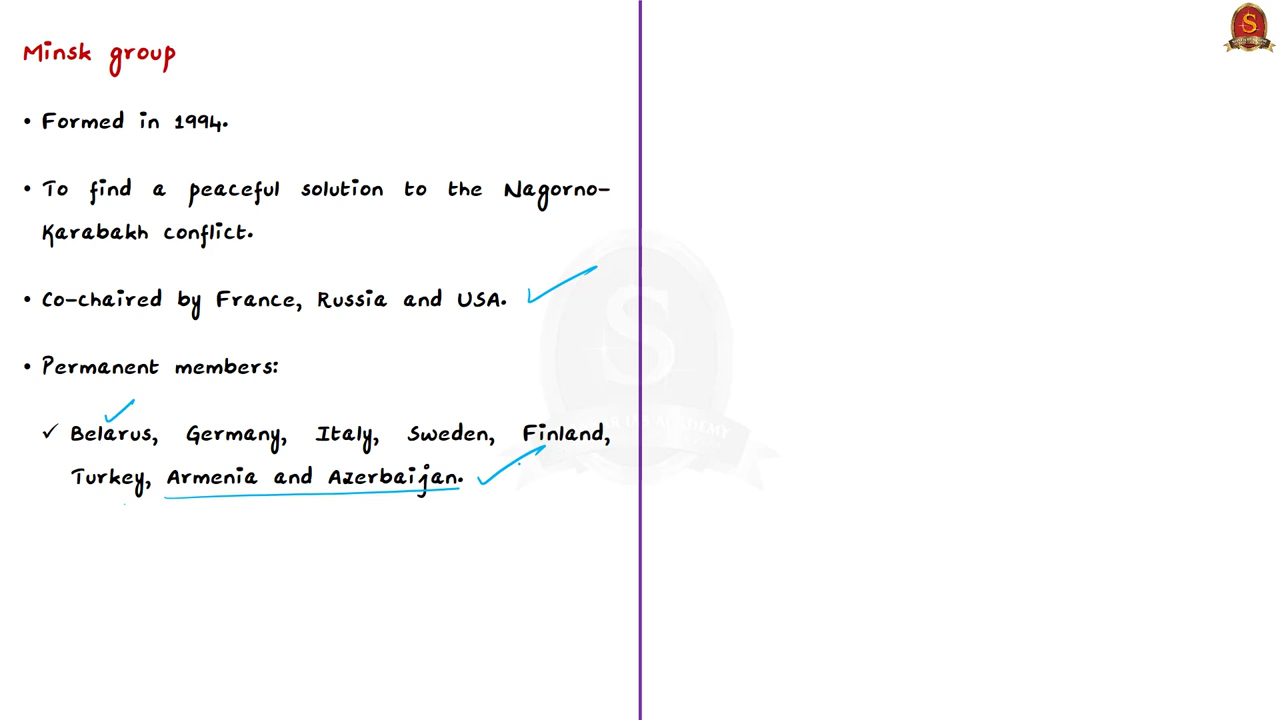 Minsk group
• Formed in 1994.
• To find a peaceful solution to the Nagorno-
Karabakh conflict.
• Co-chaired by France, Russia and USA.
• Permanent members:
✓ Belarus, Germany, Italy, Sweden, Finland,
Turkey, Armenia and Azerbaijan.
S